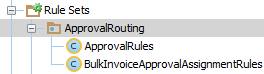 Rule Sets
ApprovalRouting
ApprovalRules
BulkInvoiceApprovalAssignmentRules